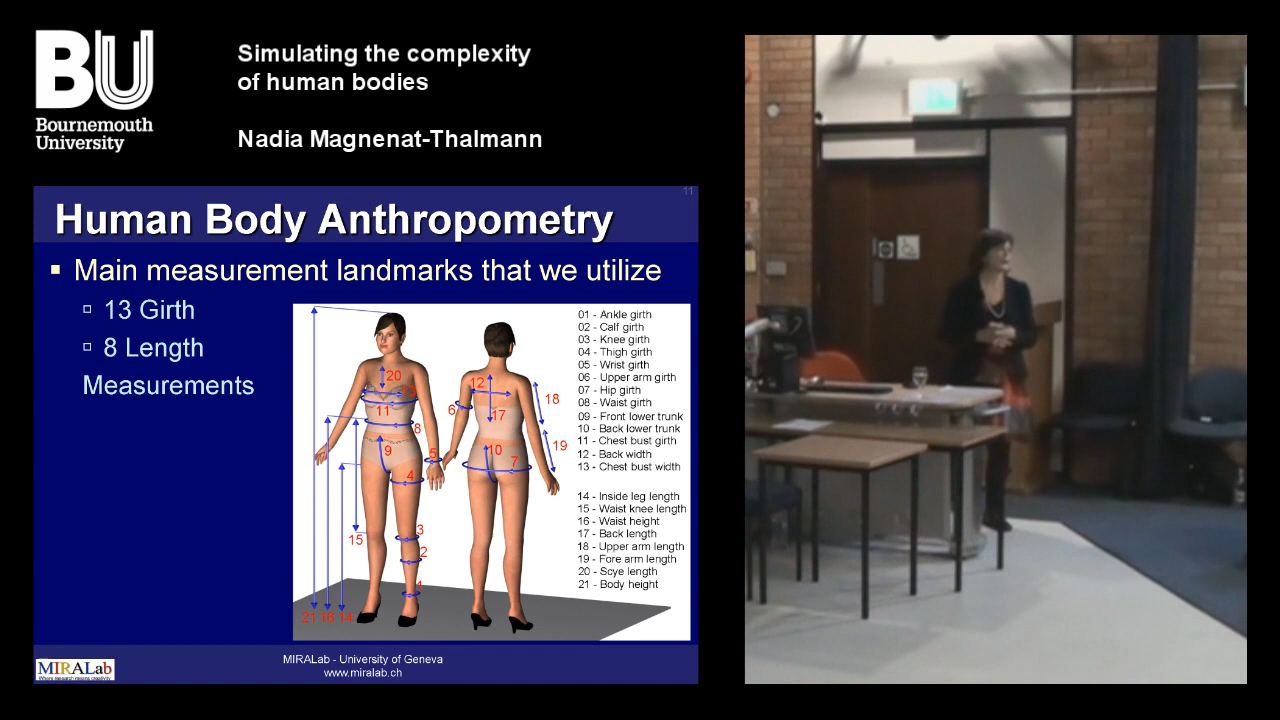 BU
Bournemouth
University
Simulating the complexity
of human bodies
Nadia Magnenat-Thalmann
11
Human Body Anthropometry
Main measurement landmarks that we utilize
13 Girth
8 Length
Measurements
01 - Ankle girth
02 - Calf girth
03 - Knee girth
04 - Thigh girth
05 - Wrist girth
06 - Upper arm girth
07 - Hip girth
08 - Waist girth
09 - Front lower trunk
10 - Back lower trunk
11 - Chest bust girth
12 - Back width
13 - Chest bust width
14 - Inside leg length
15 - Waist knee length
16 - Waist height
17 - Back length
18 - Upper arm length
19 - Fore arm length
20 - Scye length
21 - Body height
20
13
11
8
9
5
4
3
2
1
15
21 16 14
12
6
17
18
19
10
7
MIRALab
MIRALab - University of Geneva
www.miralab.ch